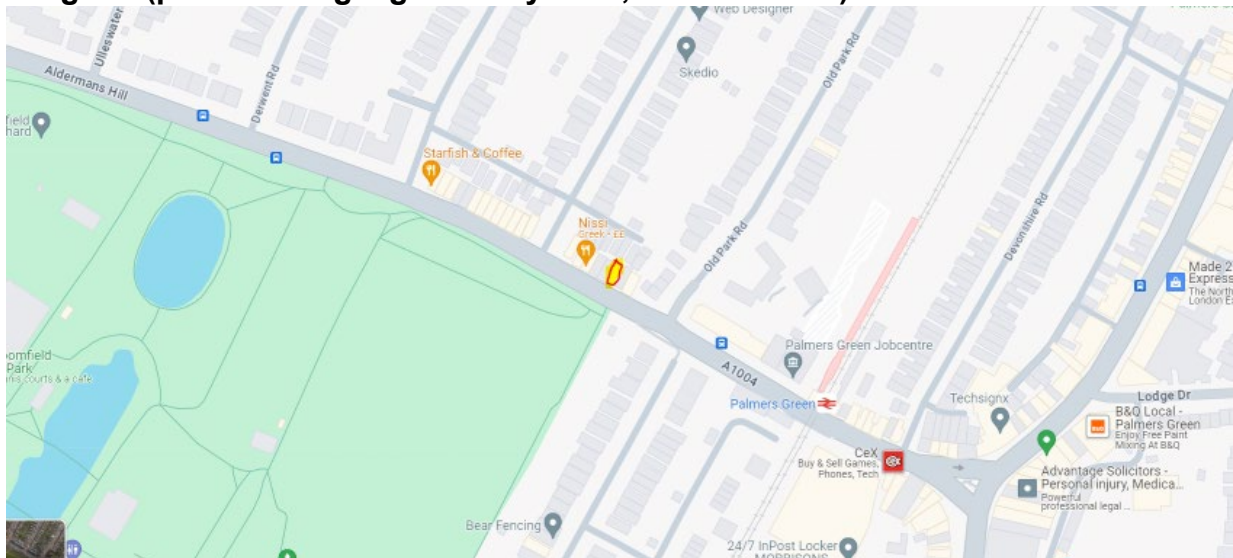 Web Designer
Ulleswater
Skedio
Old Park Rd
Aldermans Hill
Derwent Rd
Starfish & Coffee
Nissi
Greek - ££
Old Park Rd
Devonshire Rd
Made 2
Express
The North
London E
Palmers Green Jobcentre
A1004
Palmers Green
Techsignx
Lodge Dr
B&Q Local -
Palmers Green
Enjoy Free Paint
Mixing At B&Q
CeX
Buy & Sell Games,
Phones, Tech
Advantage Solicitors -
Personal injury, Medica...
Powerful
professional legal ...
Park
Bear Fencing
24/7 InPost Locker
MORRISONS